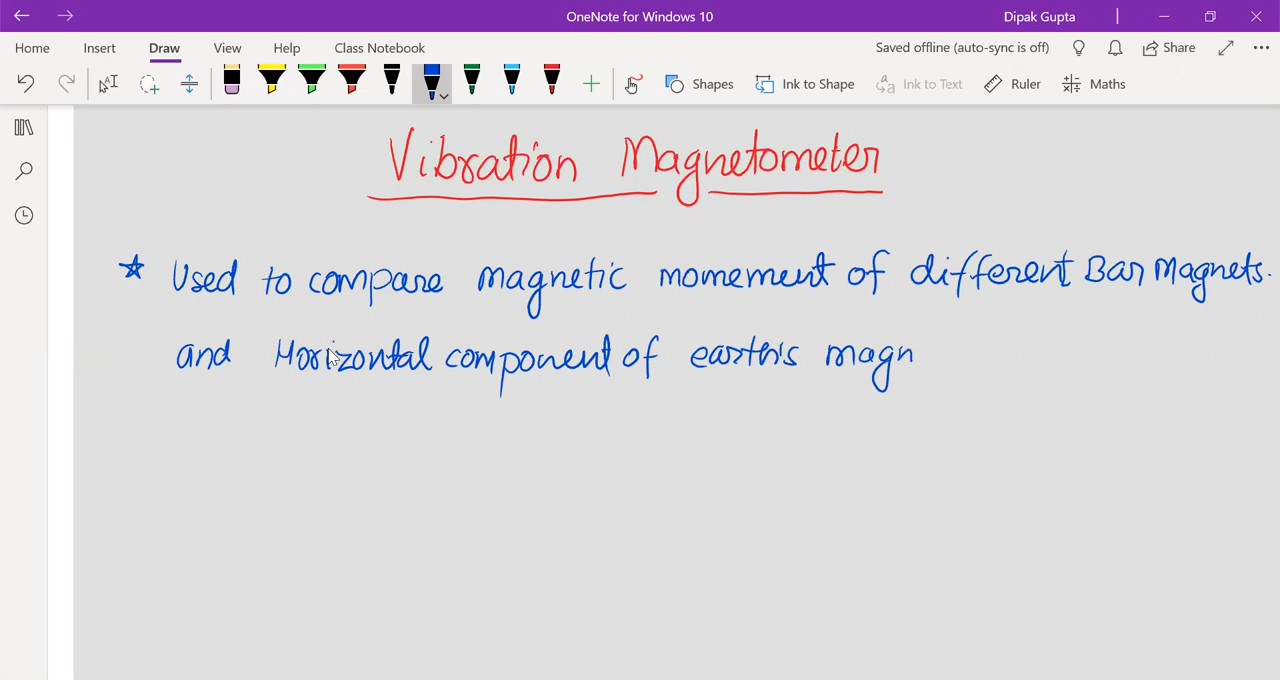 OneNote for Windows 10
Dipak Gupta
Home Insert Draw View Help Class Notebook
Saved offline (auto-sync is off)
Share
Shapes Ink to Shape Ink to Text Ruler Maths
Vibration Magnetometer
* Used to compare magnetic momement of different Bar Magnets.
and Horizontal component of earth's magn